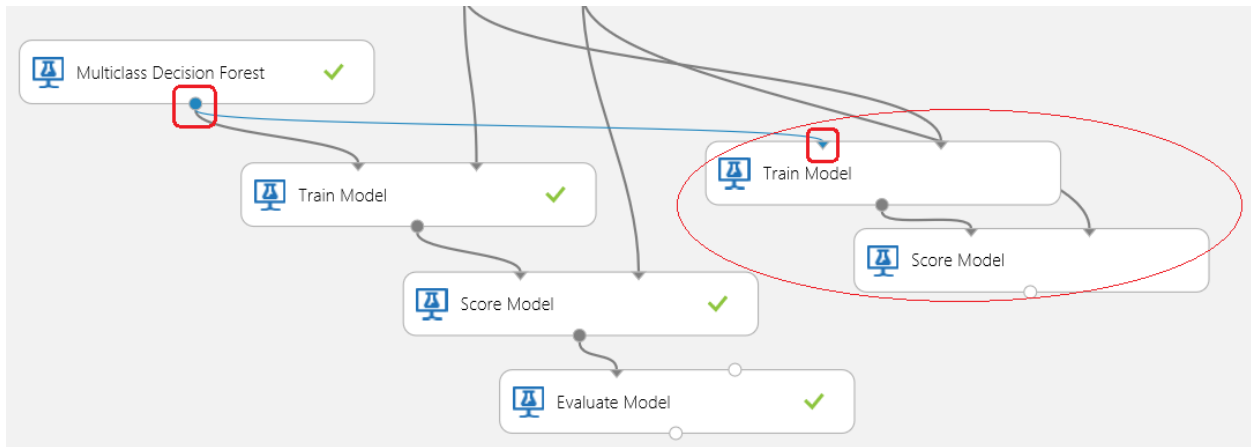 Multiclass Decision Forest
Train Model
Train Model
Score Model
Score Model
Evaluate Model